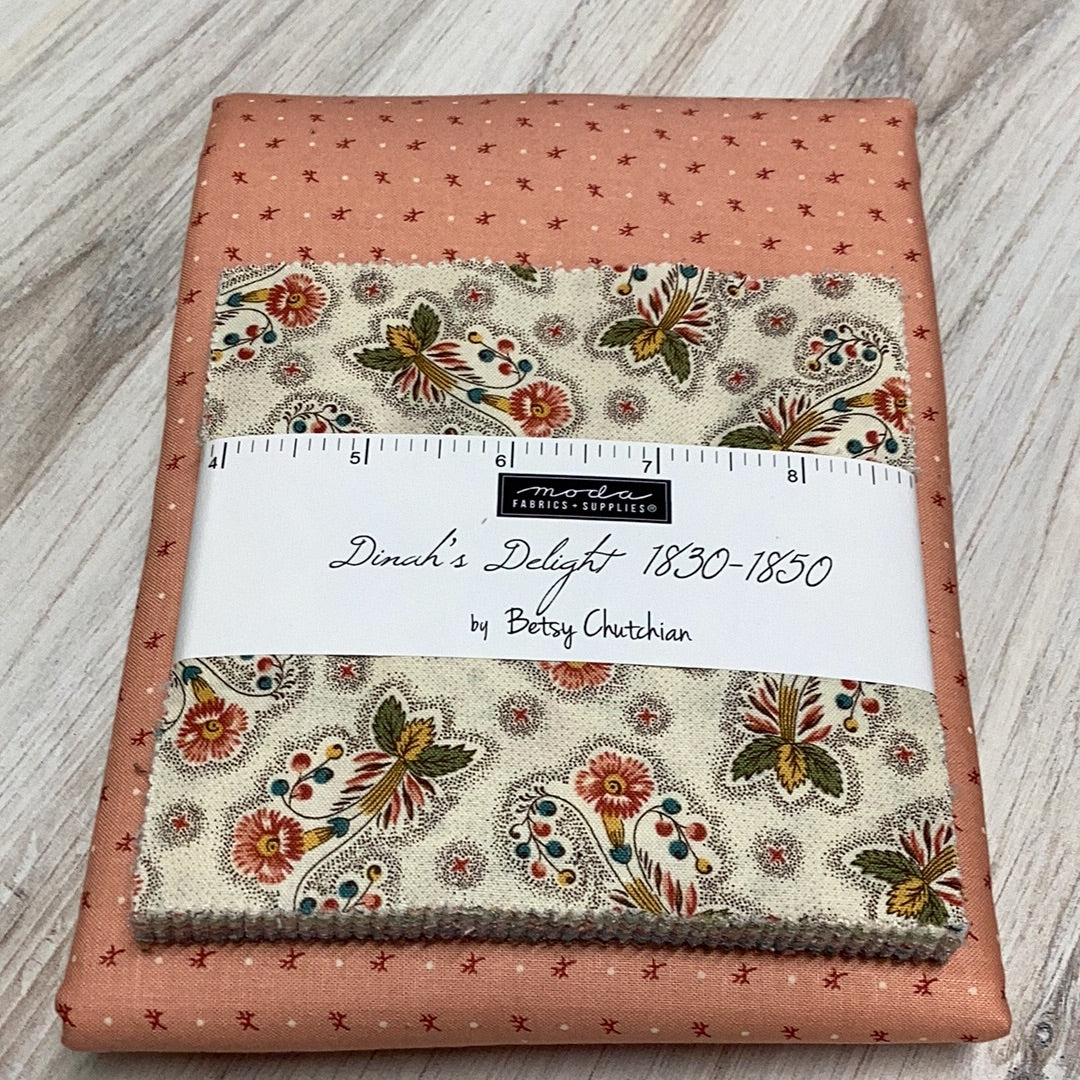 4 5 6 7 8
moda
FABRICS + SUPPLIES®
Dinah's Delight 1830-1850
by Betsy Chutchian